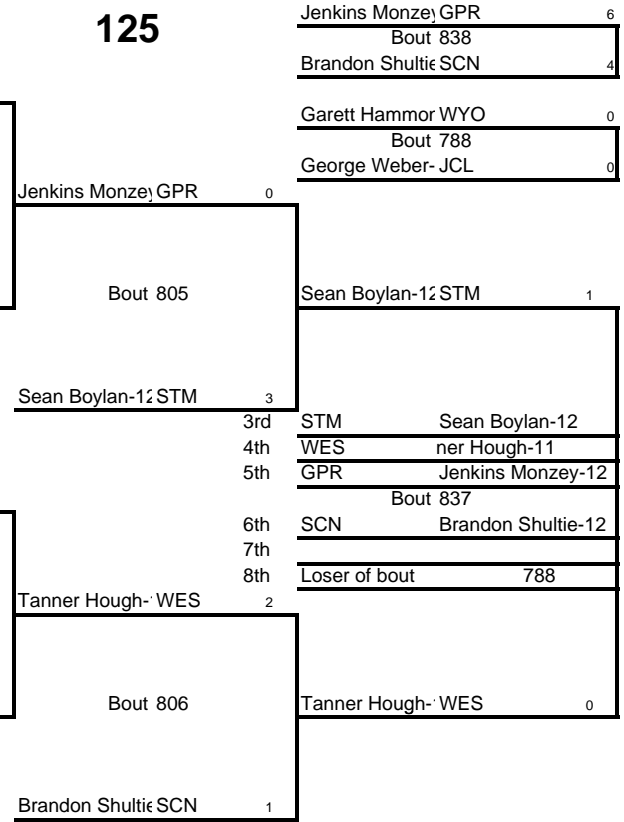 Jenkins Monzey GPR 6
125
Bout 838
Brandon Shultie SCN 4
Garett Hammor WYO 0
Bout 788
George Weber- JCL 0
Jenkins Monzey GPR 0
Bout 805
Sean Boylan-12 STM 1
Sean Boylan-12 STM 3
3rd STM Sean Boylan-12
4th WES ner Hough-11
5th GPR Jenkins Monzey-12
Bout 837
6th SCN Brandon Shultie-12
7th
8th Loser of bout 788
Tanner Hough- WES 2
Bout 806
Tanner Hough- WES 0
Brandon Shultie SCN 1